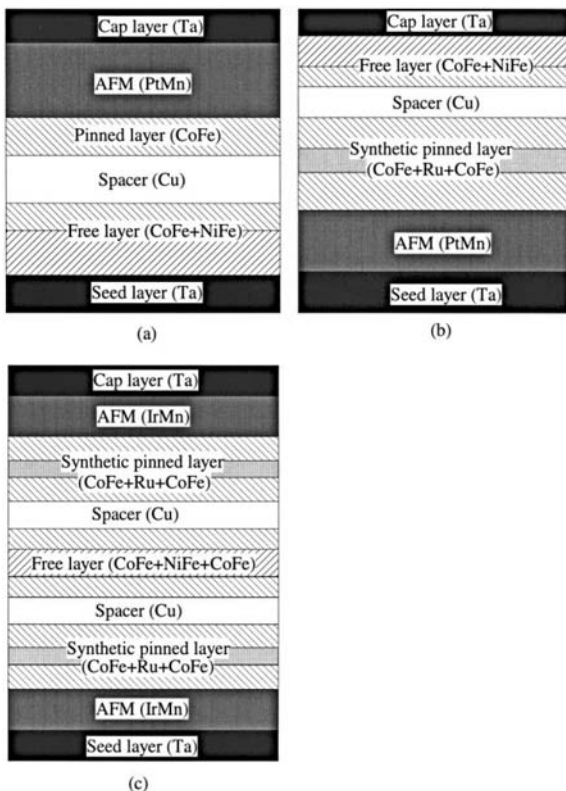 Cap layer (Ta)
AFM (PtMn)
Pinned layer (CoFe)
Spacer (Cu)
Free layer (CoFe+NiFe)
Seed layer (Ta)
(a)
Cap layer (Ta)
Free layer (CoFe+NiFe)
Spacer (Cu)
Synthetic pinned layer
(CoFe+Ru+CoFe)
AFM (PtMn)
Seed layer (Ta)
(b)
Cap layer (Ta)
AFM (IrMn)
Synthetic pinned layer
(CoFe+Ru+CoFe)
Spacer (Cu)
Free layer (CoFe+NiFe+CoFe)
Spacer (Cu)
Synthetic pinned layer
(CoFe+Ru+CoFe)
AFM (IrMn)
Seed layer (Ta)
(c)